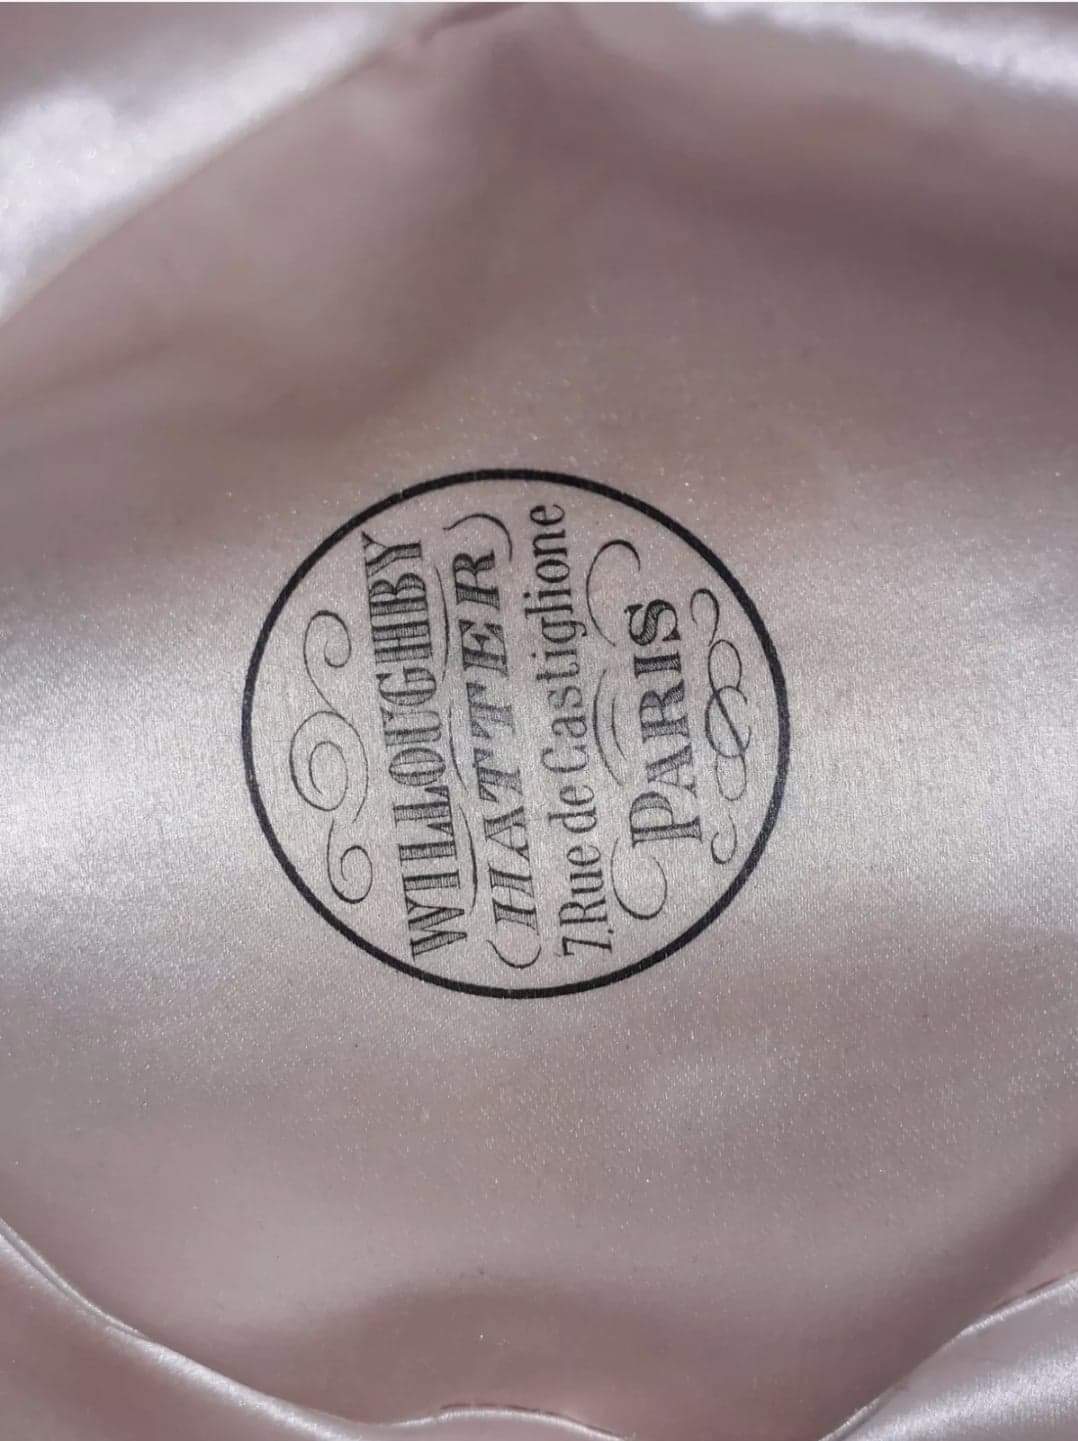 WILLOUGHBY
HATTER
7, Rue de Castiglione
PARIS